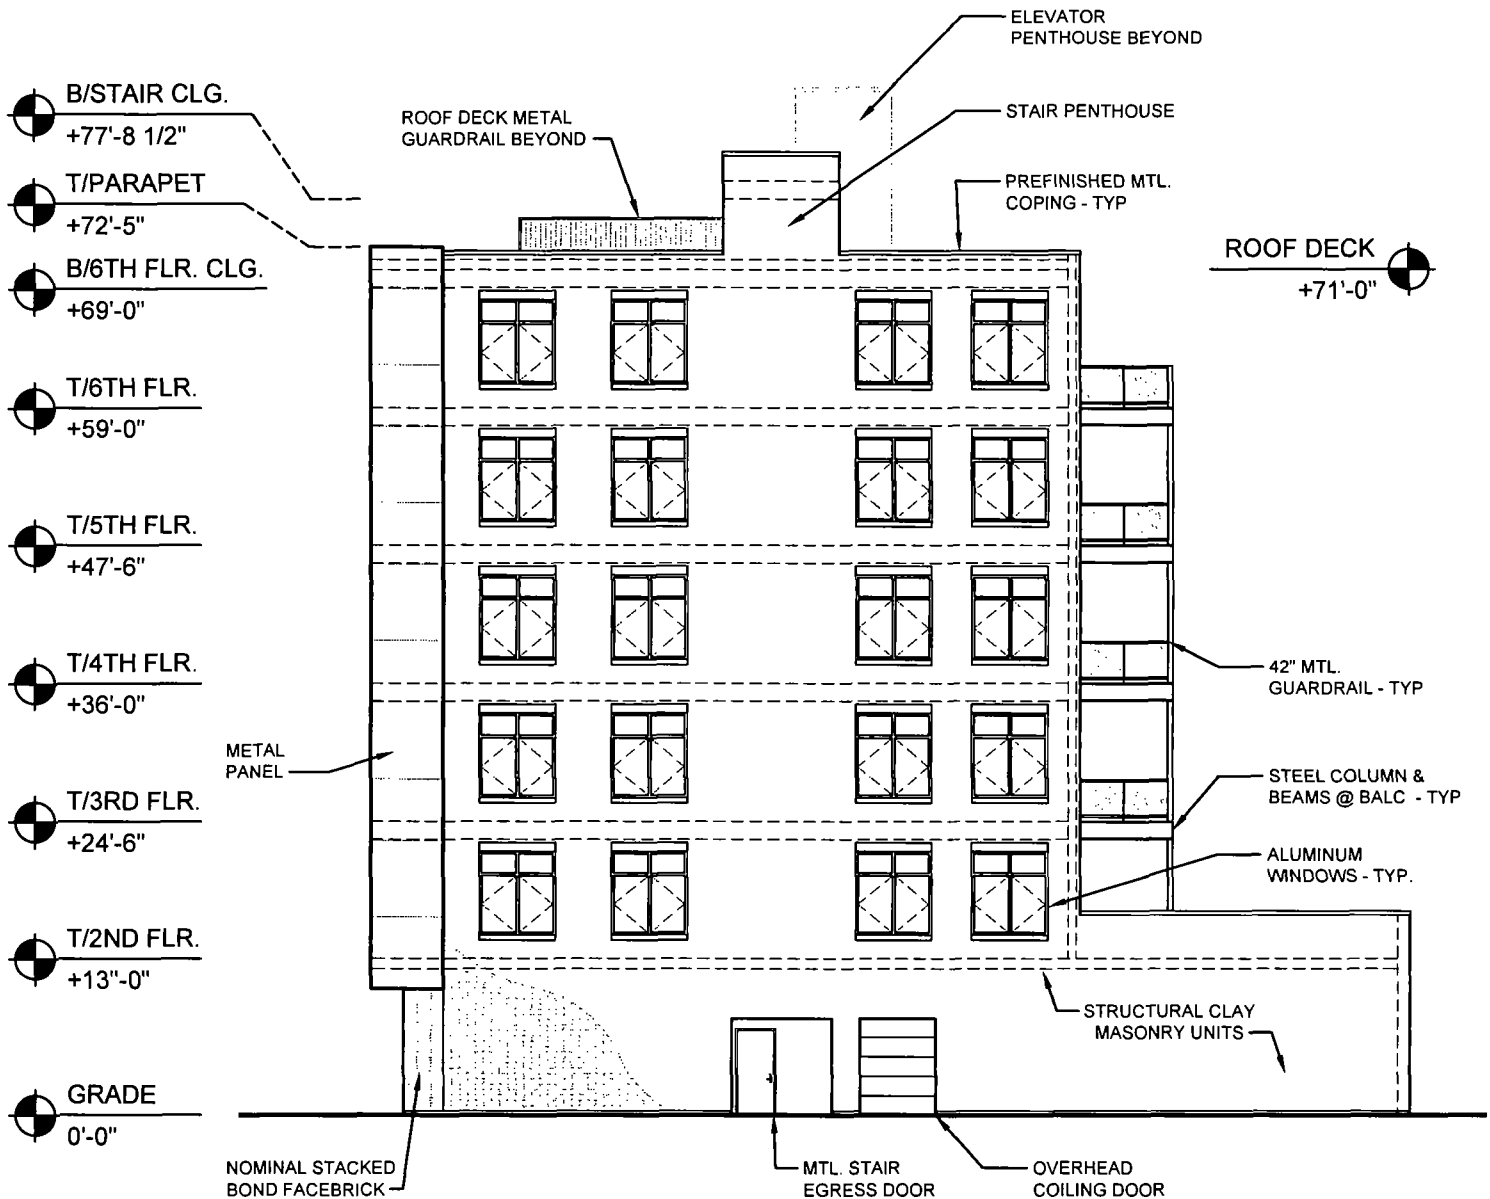 ELEVATOR
PENTHOUSE BEYOND
B/STAIR CLG.
+77'-8 1/2"
ROOF DECK METAL
GUARDRAIL BEYOND
STAIR PENTHOUSE
T/PARAPET
+72'-5"
PREFINISHED MTL.
COPING - TYP
B/6TH FLR. CLG.
+69'-0"
ROOF DECK
+71'-0"
T/6TH FLR.
+59'-0"
T/5TH FLR.
+47'-6"
T/4TH FLR.
+36'-0"
42" MTL.
GUARDRAIL - TYP
METAL
PANEL
STEEL COLUMN &
BEAMS @ BALC - TYP
T/3RD FLR.
+24'-6"
ALUMINUM
WINDOWS - TYP.
T/2ND FLR.
+13"-0"
STRUCTURAL CLAY
MASONRY UNITS
GRADE
0'-0"
NOMINAL STACKED
BOND FACEBRICK
MTL. STAIR
EGRESS DOOR
OVERHEAD
COILING DOOR